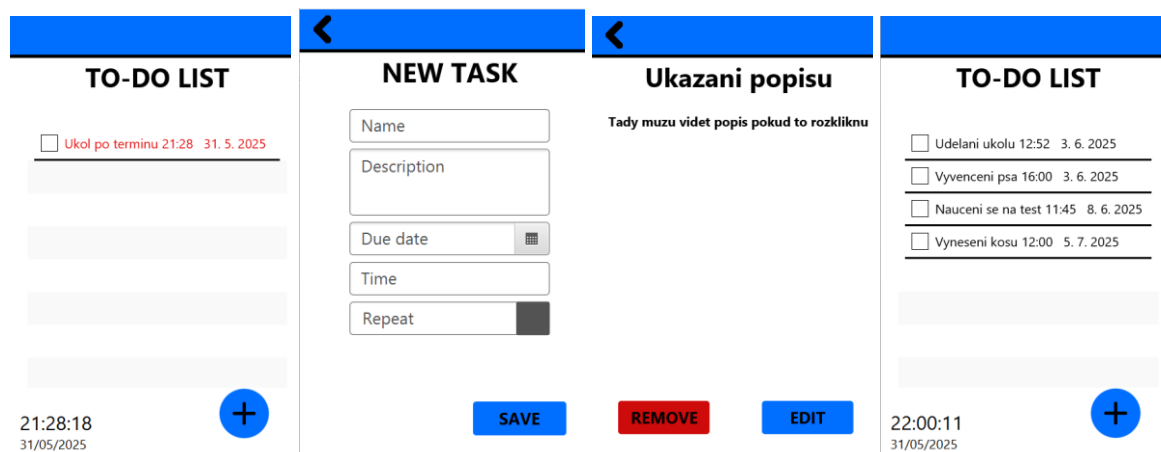 TO-DO LIST
Ukol po terminu 21:28 31. 5. 2025
21:28:18
31/05/2025
NEW TASK
Name
Description
Due date
Time
Repeat
SAVE
Ukazani popisu
Tady muzu videt popis pokud to rozkliknu
REMOVE
EDIT
TO-DO LIST
Udelani ukolu 12:52 3. 6. 2025
Vyvenceni psa 16:00 3. 6. 2025
Nauceni se na test 11:45 8. 6. 2025
Vyneseni kosu 12:00 5. 7. 2025
22:00:11
31/05/2025